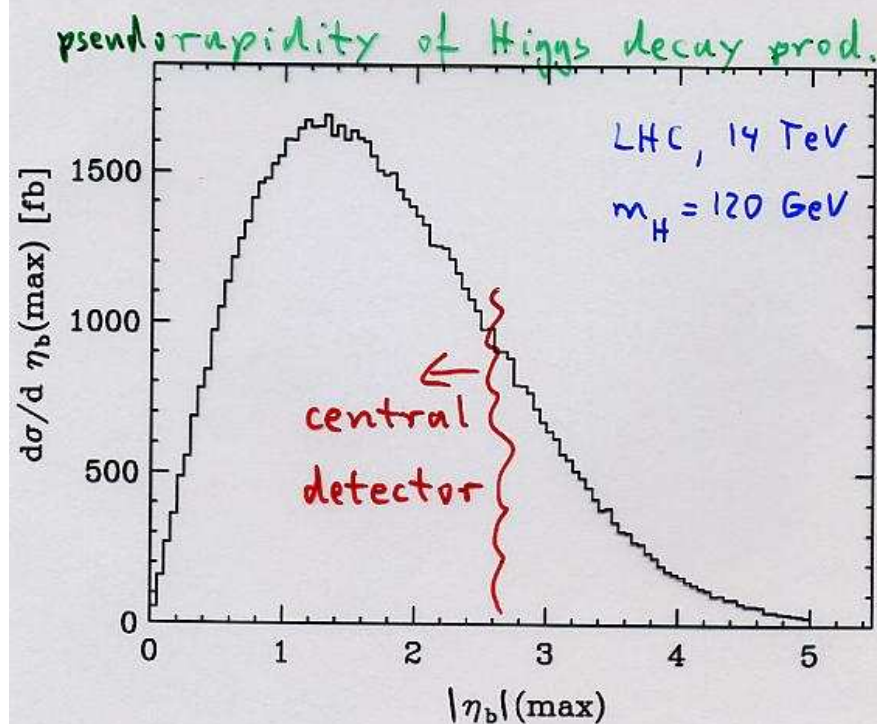 pseudorapidity of Higgs decay prod.
LHC, 14 TeV
m_H = 120 GeV
dσ/d η_b(max) [fb]
1500
1000
500
0
central
detector
0 1 2 3 4 5
|η_b|(max)